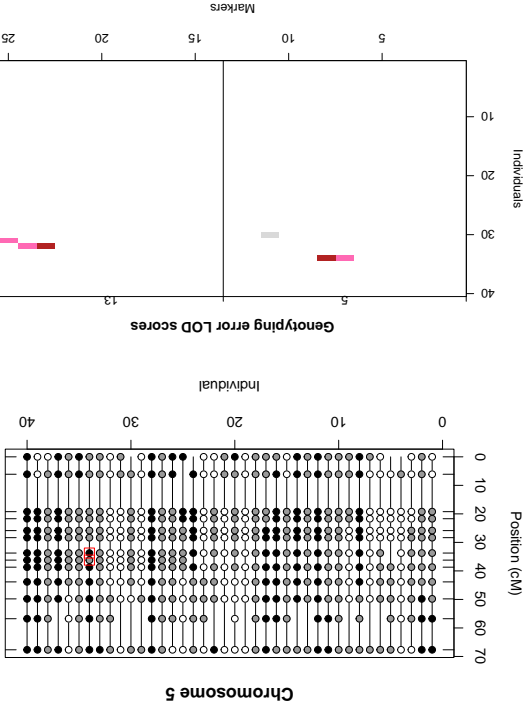 Chromosome 5
Position (cM)
70
60
50
40
30
20
10
0
0 10 20 30 40
Individual
Genotyping error LOD scores
5 13
Individuals
40
30
20
10
5 10 15 20 25
Markers